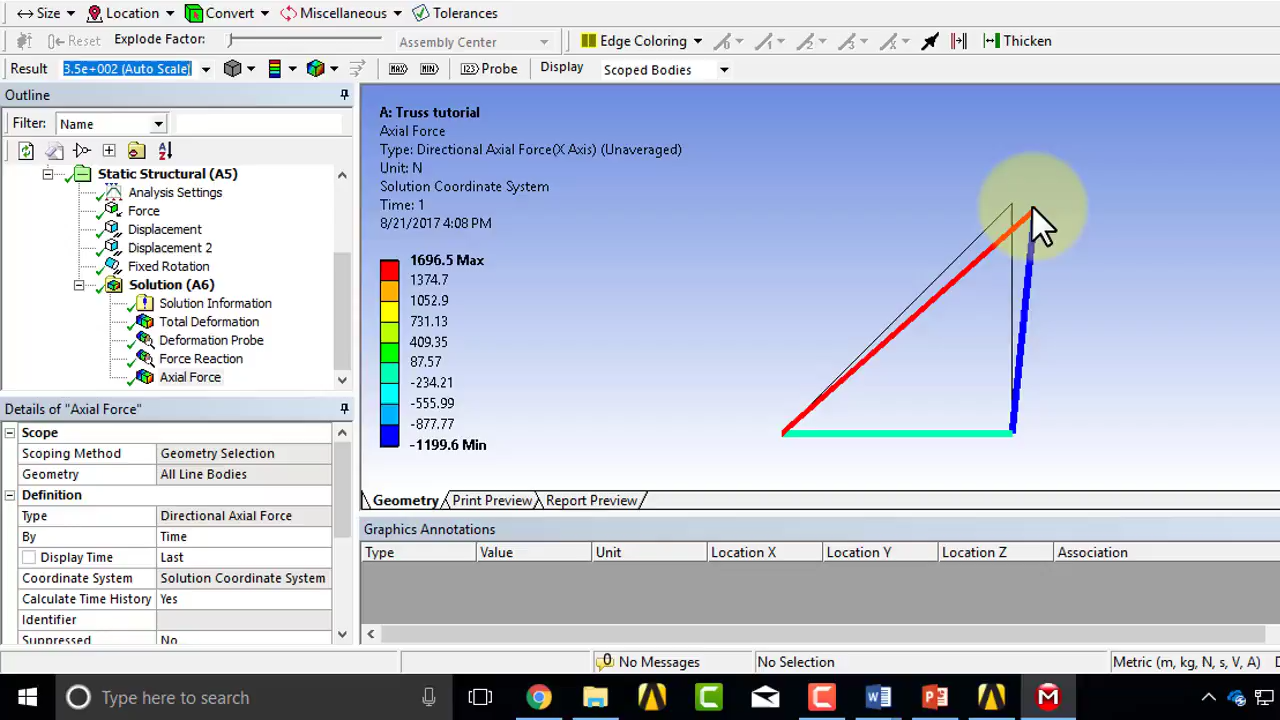 Size Location Convert Miscellaneous Tolerances
Reset Explode Factor: Assembly Center Edge Coloring Thicken
Result 3.5e+002 (Auto Scale) MAX MIN 123 Probe Display Scoped Bodies
Outline
Filter: Name
Static Structural (A5)
Analysis Settings
Force
Displacement
Displacement 2
Fixed Rotation
Solution (A6)
Solution Information
Total Deformation
Deformation Probe
Force Reaction
Axial Force
Details of "Axial Force"
Scope
Scoping Method Geometry Selection
Geometry All Line Bodies
Definition
Type Directional Axial Force
By Time
Display Time Last
Coordinate System Solution Coordinate System
Calculate Time History Yes
Identifier
Suppressed No
A: Truss tutorial
Axial Force
Type: Directional Axial Force(X Axis) (Unaveraged)
Unit: N
Solution Coordinate System
Time: 1
8/21/2017 4:08 PM
1696.5 Max
1374.7
1052.9
731.13
409.35
87.57
-234.21
-555.99
-877.77
-1199.6 Min
Geometry Print Preview Report Preview
Graphics Annotations
Type Value Unit Location X Location Y Location Z Association
0 No Messages No Selection Metric (m, kg, N, s, V, A)
Type here to search